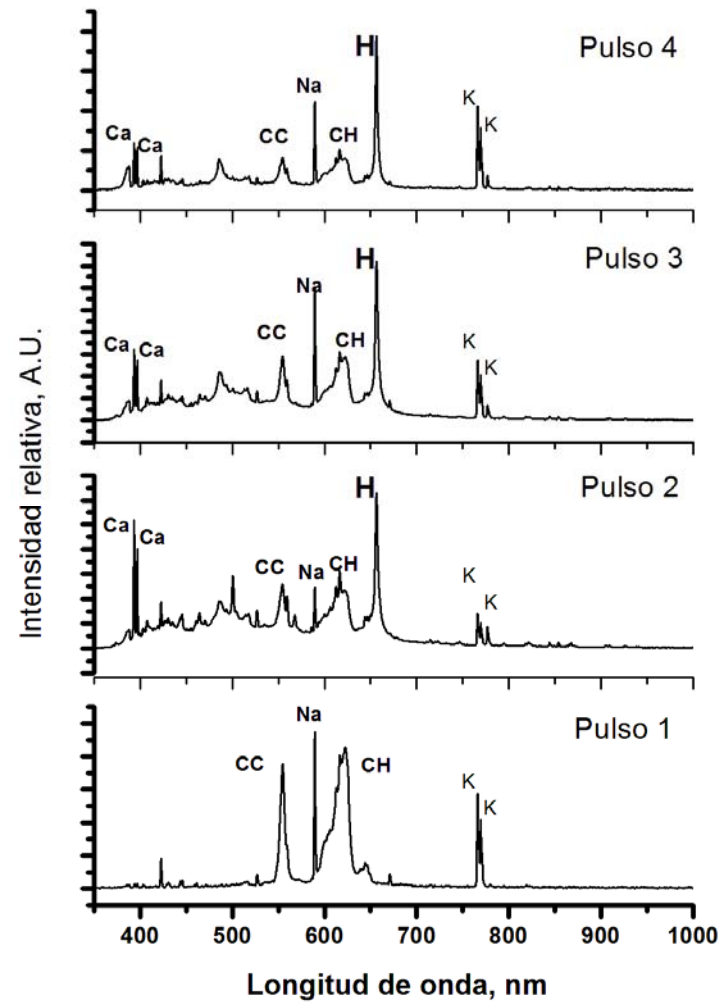 Pulso 4
H
Na
K
K
Ca
Ca
CC
CH
Pulso 3
H
Na
Ca
Ca
CC
CH
K
K
Pulso 2
H
Ca
Ca
CC
Na
CH
K
K
Pulso 1
Na
CC
CH
K
K
Intensidad relativa, A.U.
400 500 600 700 800 900 1000
Longitud de onda, nm